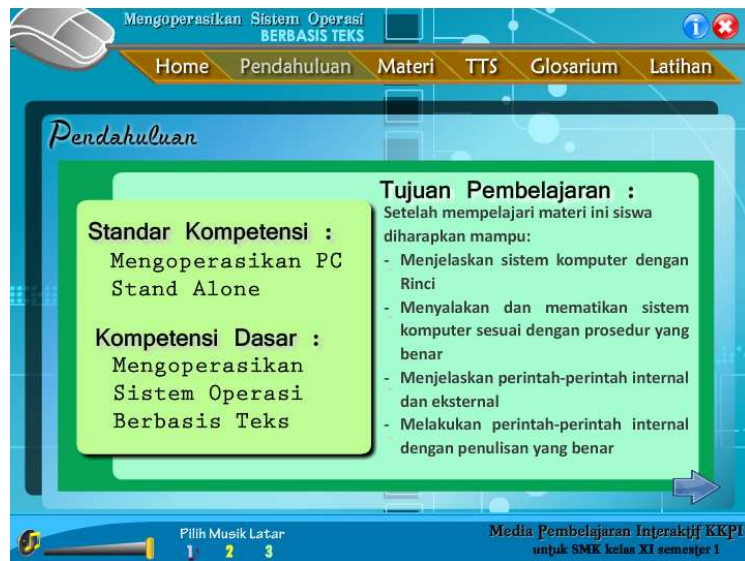 Mengoperasikan Sistem Operasi
BERBASIS TEKS
Home Pendahuluan Materi TTS Glosarium Latihan
Pendahuluan
Standar Kompetensi :
Mengoperasikan PC
Stand Alone
Kompetensi Dasar :
Mengoperasikan
Sistem Operasi
Berbasis Teks
Tujuan Pembelajaran :
Setelah mempelajari materi ini siswa
diharapkan mampu:
- Menjelaskan sistem komputer dengan
Rinci
- Menyalakan dan mematikan sistem
komputer sesuai dengan prosedur yang
benar
- Menjelaskan perintah-perintah internal
dan eksternal
- Melakukan perintah-perintah internal
dengan penulisan yang benar
Pilih Musik Latar
1 2 3
Media Pembelajaran Interaktif KKPI
untuk SMK kelas XI semester 1